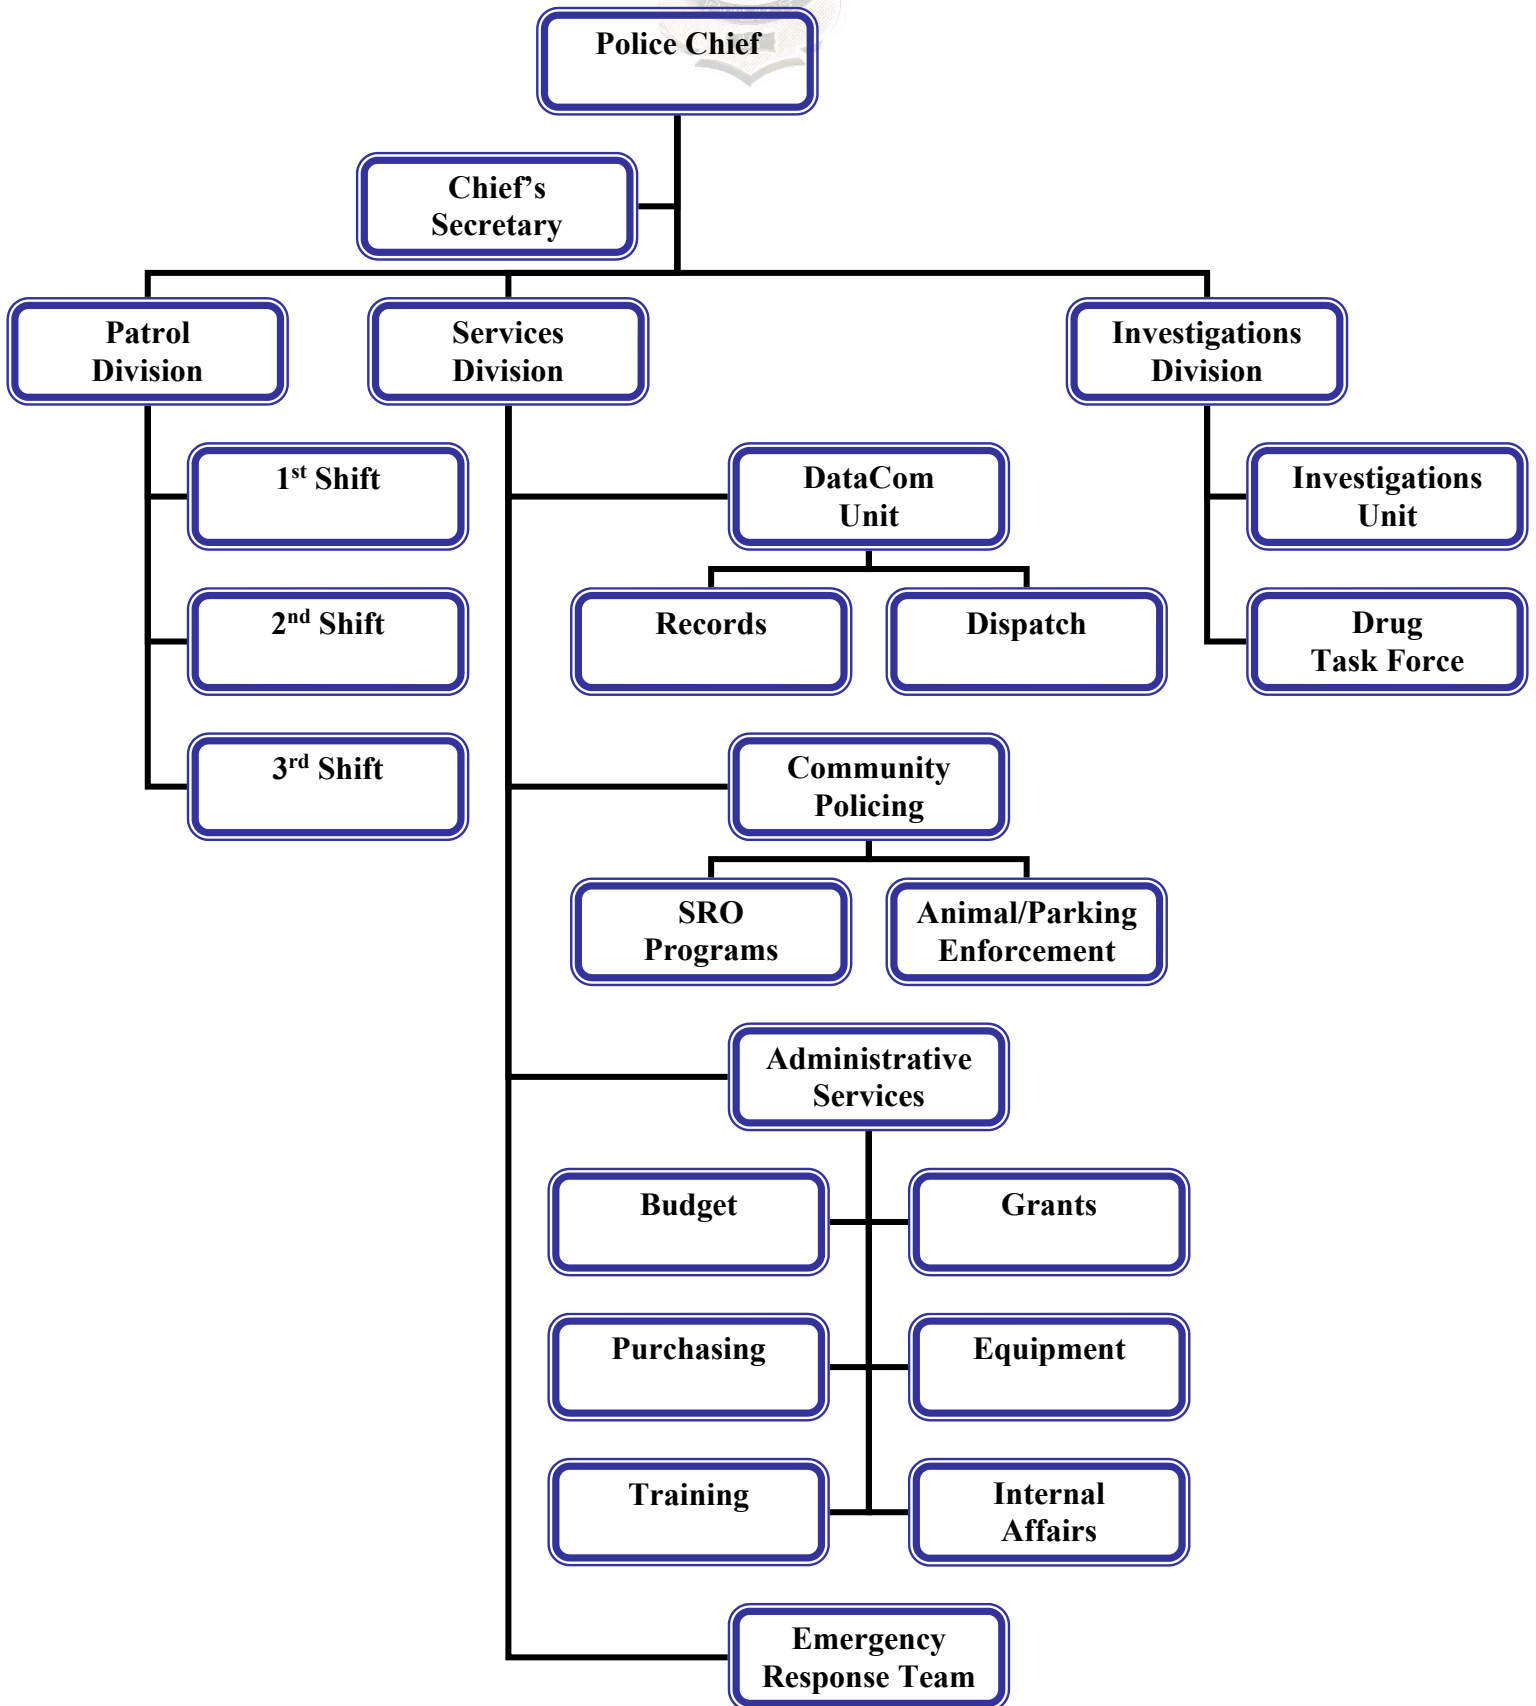 Police Chief
Chief’s
Secretary
Patrol
Division
Services
Division
Investigations
Division
1st Shift
DataCom
Unit
Investigations
Unit
2nd Shift
Records
Dispatch
Drug
Task Force
3rd Shift
Community
Policing
SRO
Programs
Animal/Parking
Enforcement
Administrative
Services
Budget
Grants
Purchasing
Equipment
Training
Internal
Affairs
Emergency
Response Team